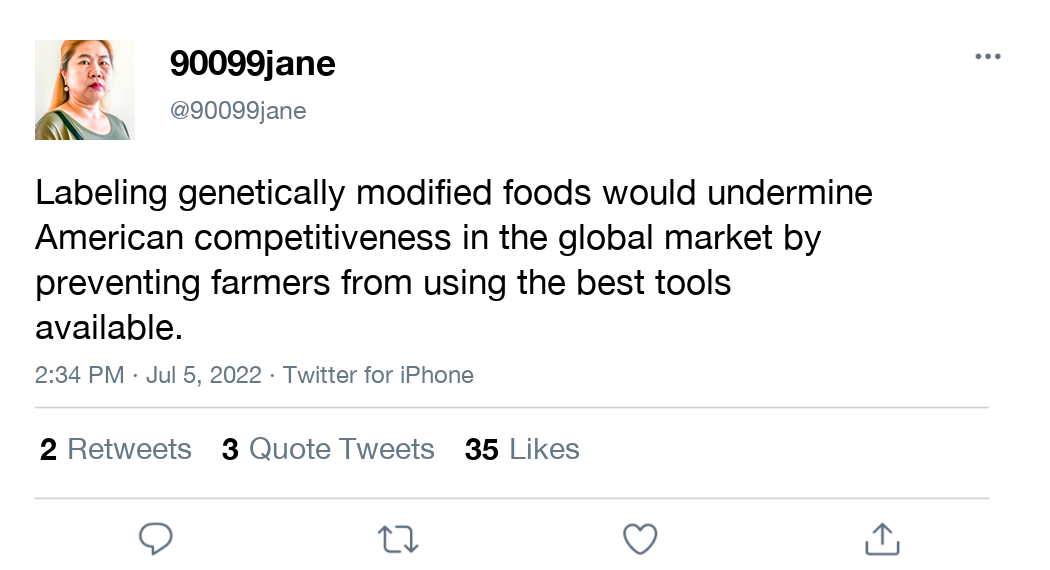 90099jane
@90099jane
Labeling genetically modified foods would undermine
American competitiveness in the global market by
preventing farmers from using the best tools
available.
2:34 PM · Jul 5, 2022 · Twitter for iPhone
2 Retweets 3 Quote Tweets 35 Likes